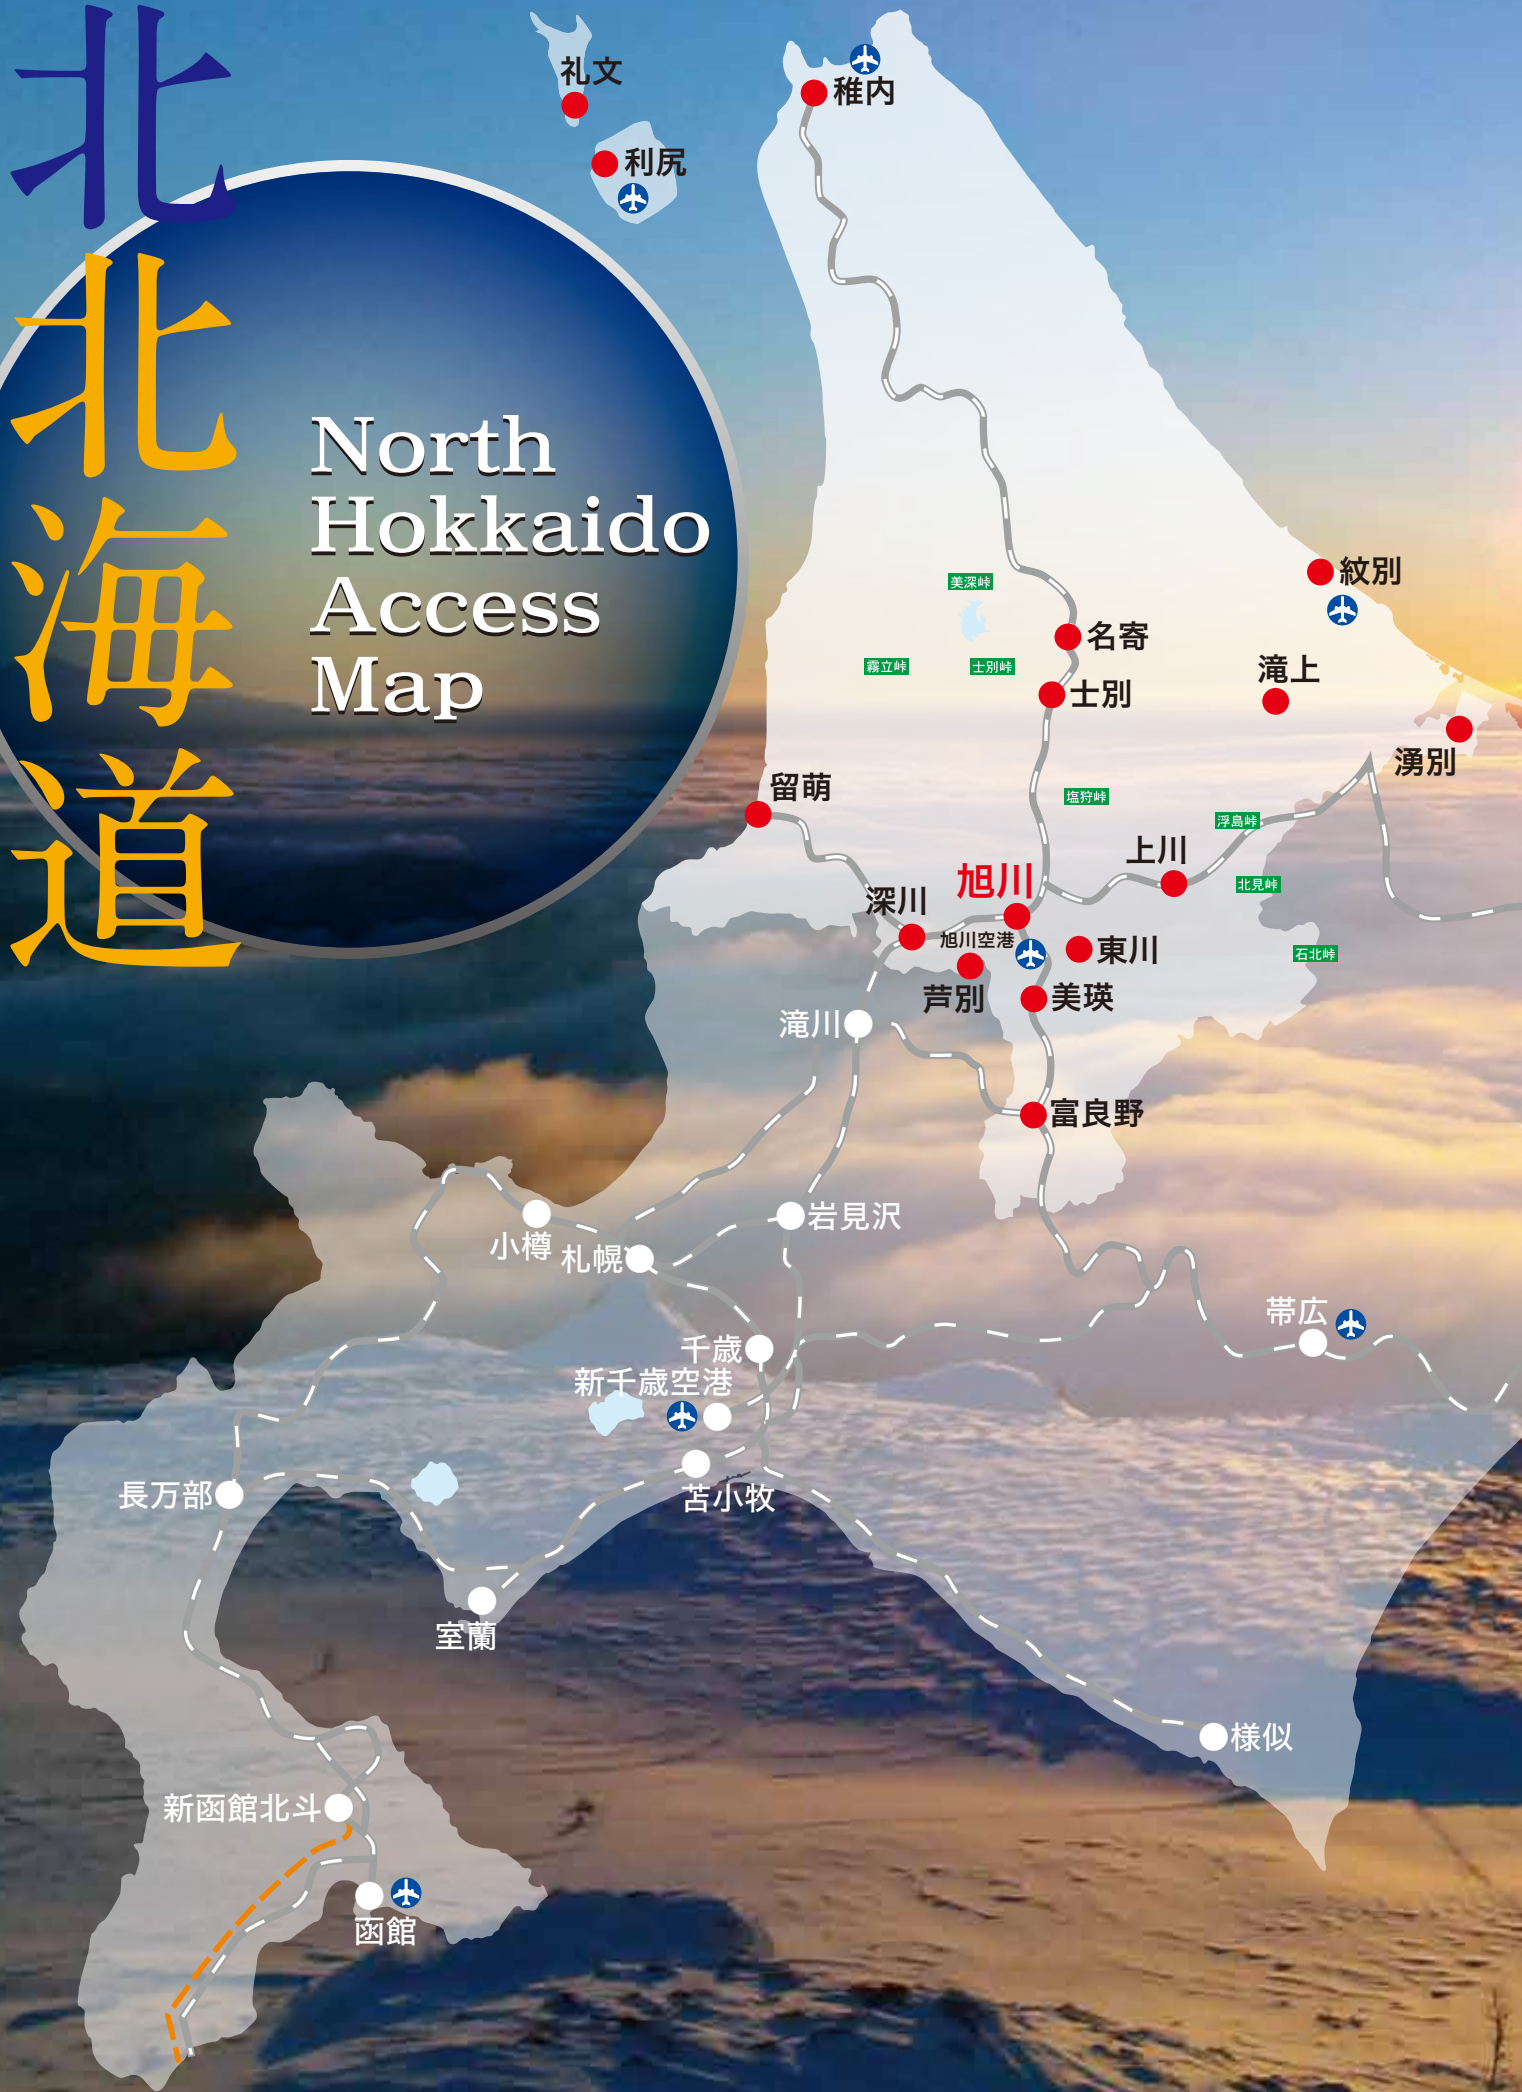 北北海道
North
Hokkaido
Access
Map
礼文
稚内
利尻
紋別
美深峠
名寄
霧立峠
士別峠
士別
滝上
湧別
留萌
塩狩峠
浮島峠
上川
旭川
北見峠
深川
旭川空港
東川
石北峠
芦別
美瑛
滝川
富良野
岩見沢
小樽
札幌
帯広
千歳
新千歳空港
長万部
苫小牧
室蘭
様似
新函館北斗
函館